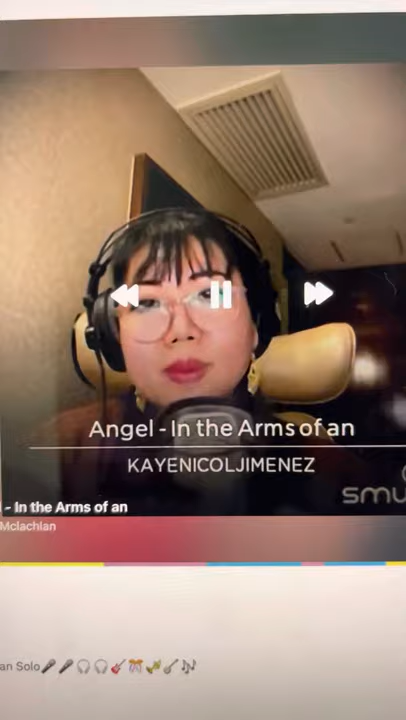 Angel - In the Arms of an
KAYENICOLJIMENEZ
smu
- In the Arms of an
Mclachlan
an Solo🎤🎤🎧🎧🎸🪗🎺🪕🎶